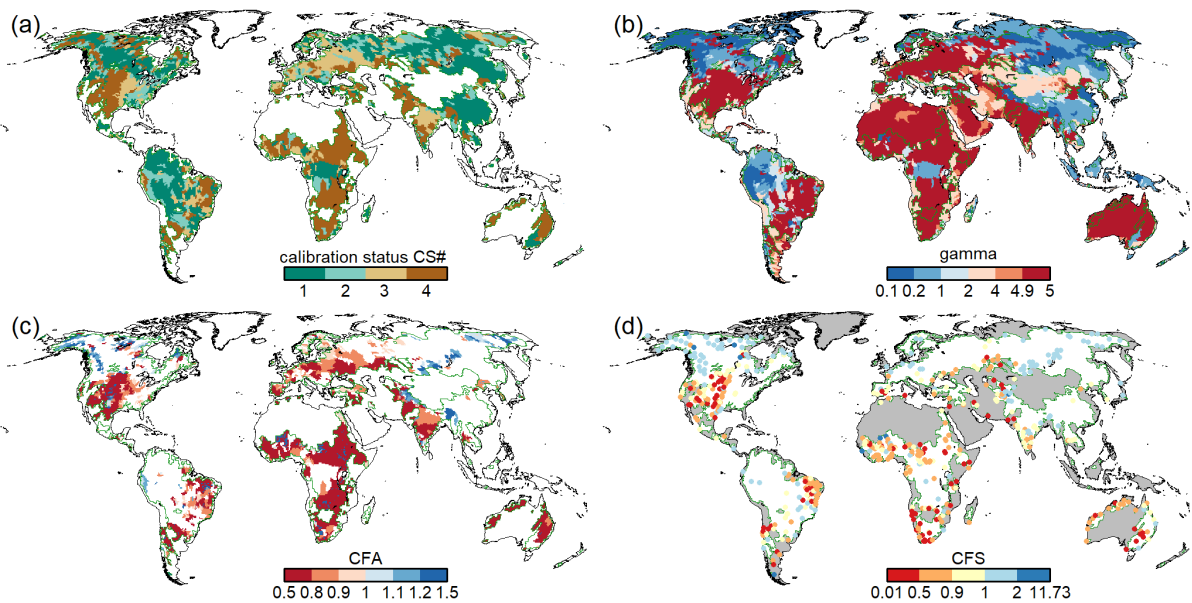 (a)
calibration status CS#
1 2 3 4
(b)
gamma
0.1 0.2 1 2 4 4.9 5
(c)
CFA
0.5 0.8 0.9 1 1.1 1.2 1.5
(d)
CFS
0.01 0.5 0.9 1 2 11.73